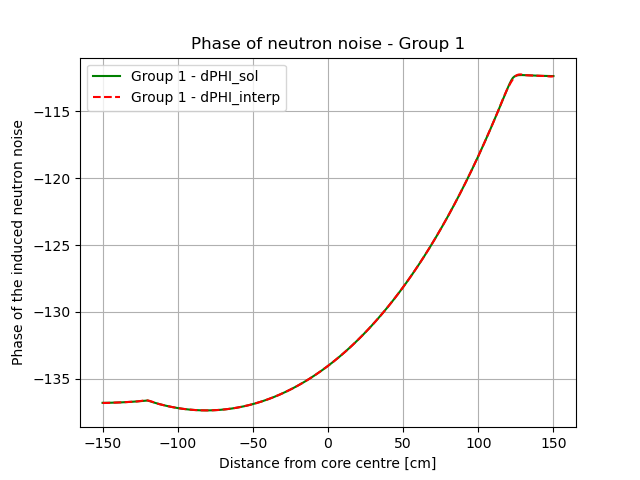 Phase of neutron noise - Group 1
Group 1 - dPHI_sol
Group 1 - dPHI_interp
Phase of the induced neutron noise
−115
−120
−125
−130
−135
−150
−100
−50
0
50
100
150
Distance from core centre [cm]